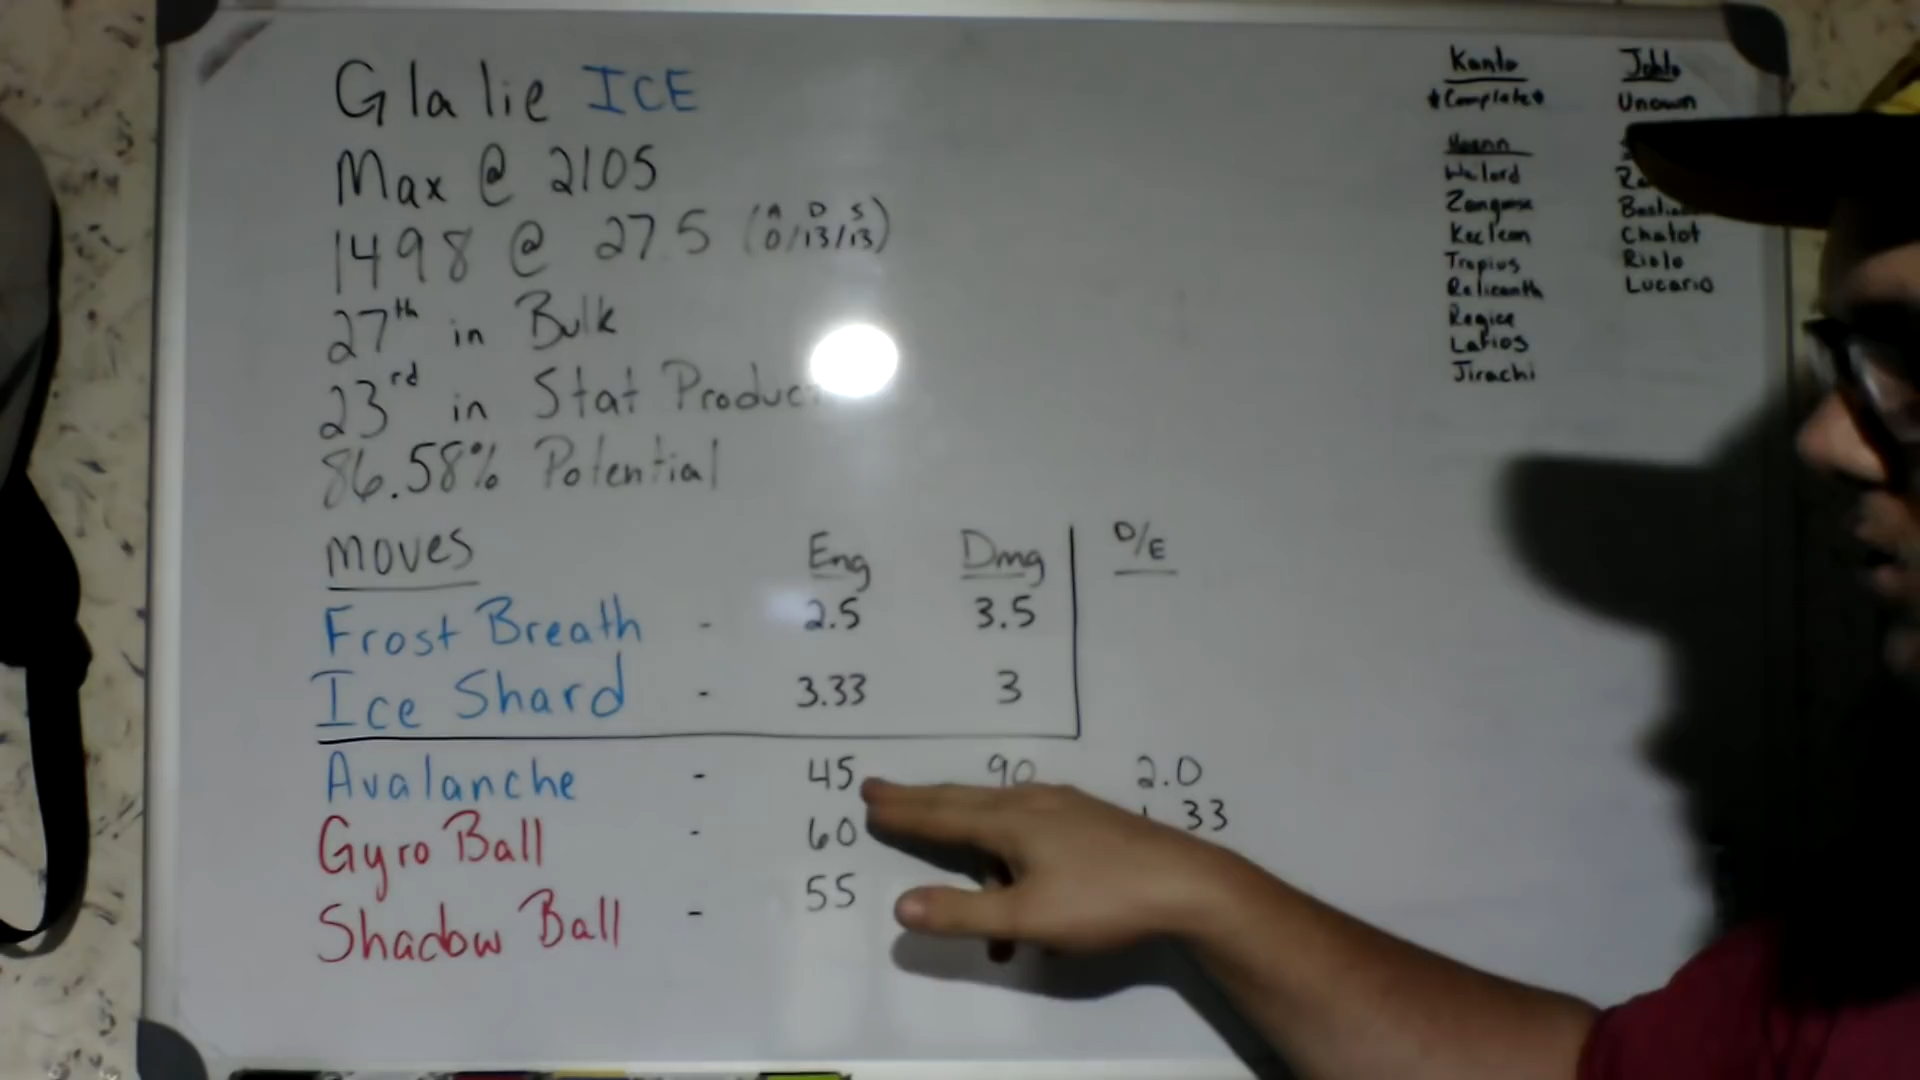 Glalie ICE
Max @ 2105
1498 @ 27.5 (A D S 0/13/13)
27th in Bulk
23rd in Stat Produc
86.58% Potential
MOVES Eng Dmg D/E
Frost Breath - 2.5 3.5
Ice Shard - 3.33 3
Avalanche - 45 90 2.0
Gyro Ball - 60 33
Shadow Ball - 55
Kanto
*Complete*
Hoenn
Walord
Zangoose
Kecleon
Tropius
Relicanth
Regice
Latios
Jirachi
Johto
Unown
Chatot
Riolu
Lucario